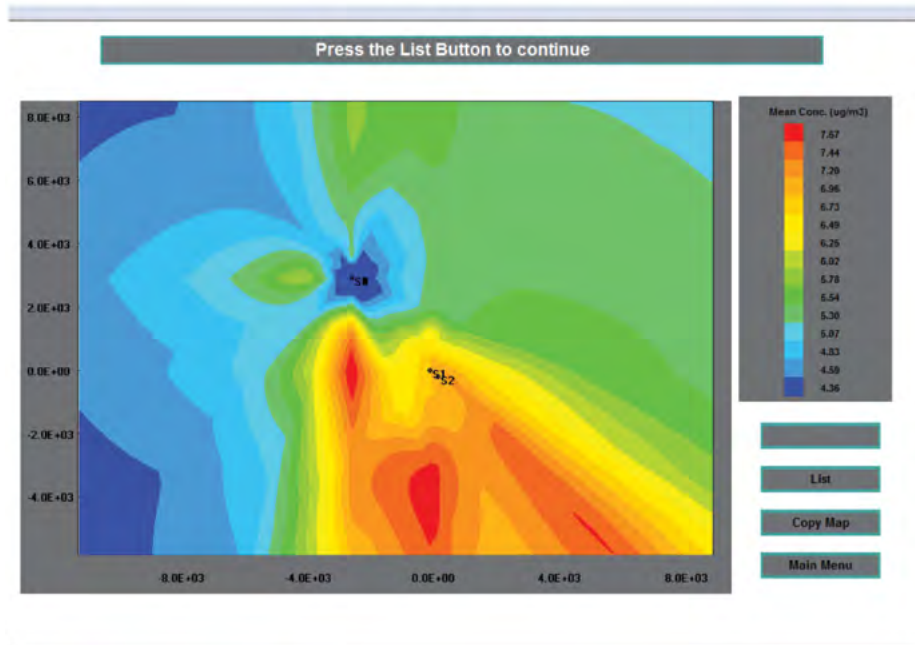 Press the List Button to continue
8.0E+03
6.0E+03
4.0E+03
2.0E+03
0.0E+00
-2.0E+03
-4.0E+03
-8.0E+03
-4.0E+03
0.0E+00
4.0E+03
8.0E+03
S1
S2
Mean Conc. (ug/m3)
7.67
7.44
7.20
6.96
6.73
6.49
6.25
6.02
5.78
5.54
5.30
5.07
4.83
4.59
4.36
List
Copy Map
Main Menu